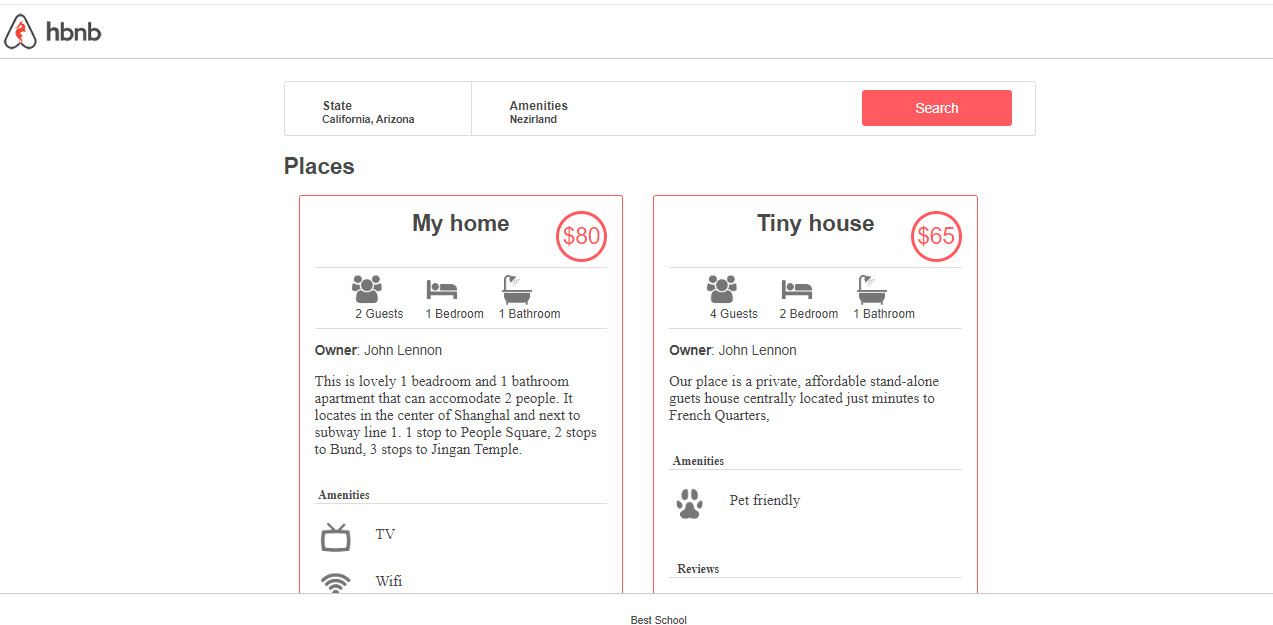 hbnb
State
California, Arizona
Amenities
Nezirland
Search
Places
My home
$80
2 Guests
1 Bedroom
1 Bathroom
Owner: John Lennon
This is lovely 1 beadroom and 1 bathroom
apartment that can accomodate 2 people. It
locates in the center of Shanghal and next to
subway line 1. 1 stop to People Square, 2 stops
to Bund, 3 stops to Jingan Temple.
Amenities
TV
Wifi
Tiny house
$65
4 Guests
2 Bedroom
1 Bathroom
Owner: John Lennon
Our place is a private, affordable stand-alone
guets house centrally located just minutes to
French Quarters,
Amenities
Pet friendly
Reviews
Best School